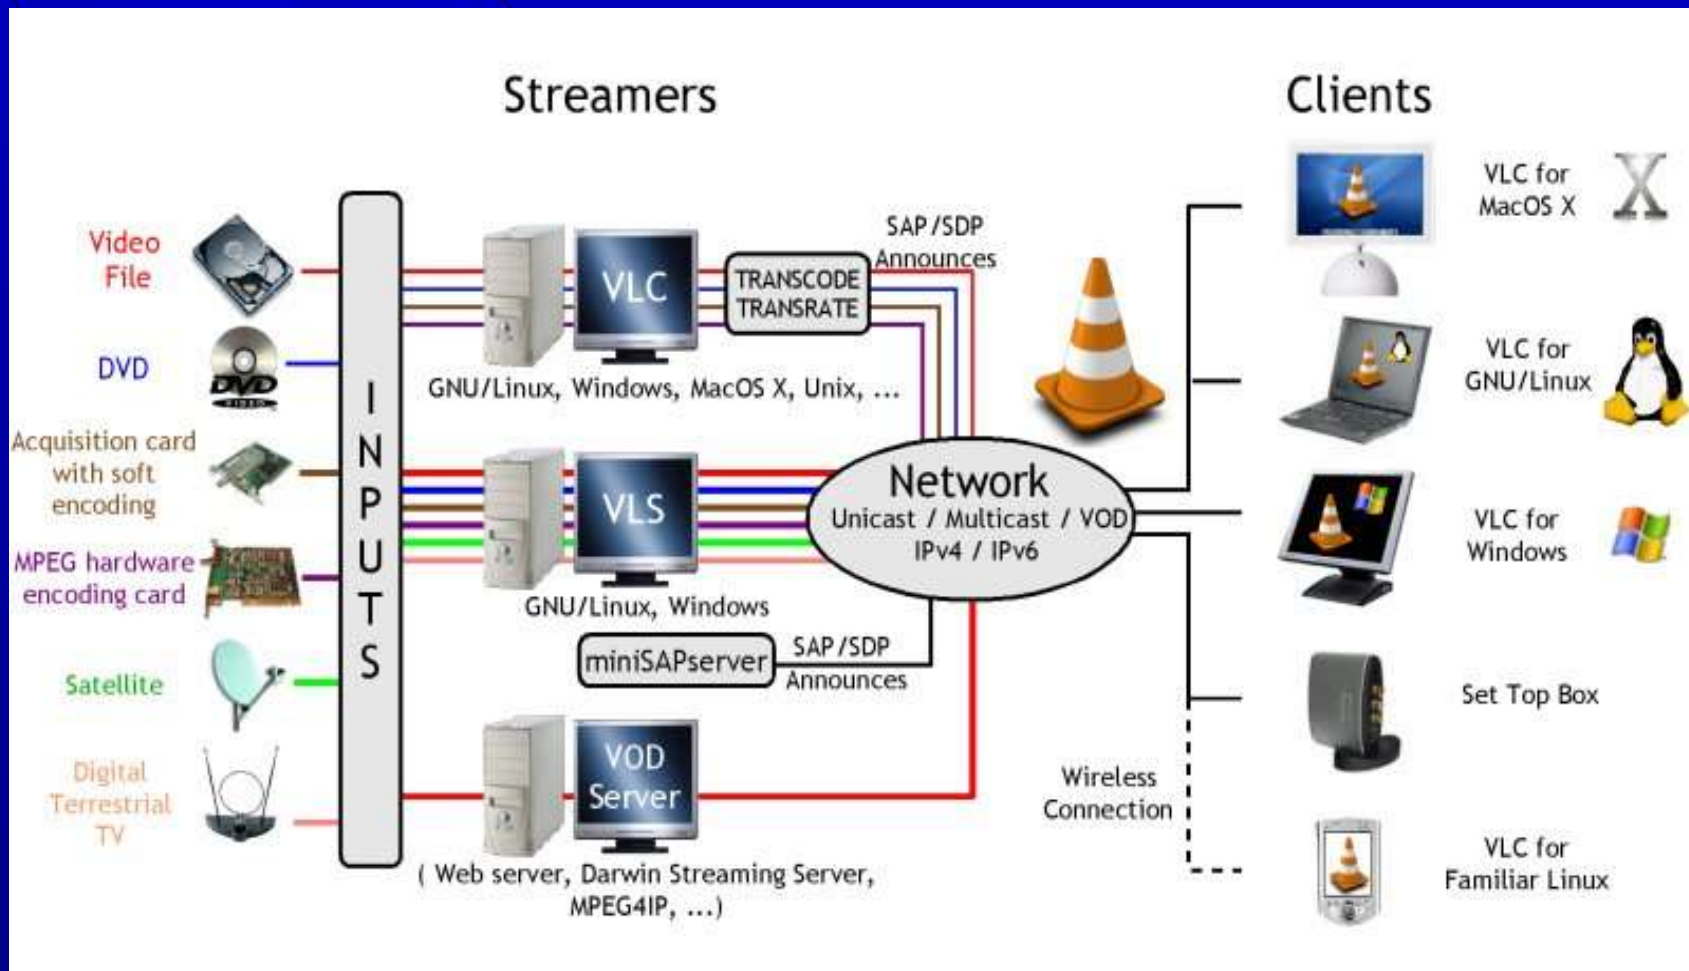 Streamers
Clients
Video
File
DVD
DVD
VIDEO
Acquisition card
with soft
encoding
MPEG hardware
encoding card
Satellite
Digital
Terrestrial
TV
INPUTS
VLC
TRANSCODE
TRANSRATE
SAP/SDP
Announces
GNU/Linux, Windows, MacOS X, Unix, ...
VLS
GNU/Linux, Windows
Network
Unicast / Multicast / VOD
IPv4 / IPv6
miniSAPserver
SAP/SDP
Announces
VOD
Server
( Web server, Darwin Streaming Server,
MPEG4IP, ...)
VLC for
MacOS X
X
VLC for
GNU/Linux
VLC for
Windows
Set Top Box
Wireless
Connection
VLC for
Familiar Linux